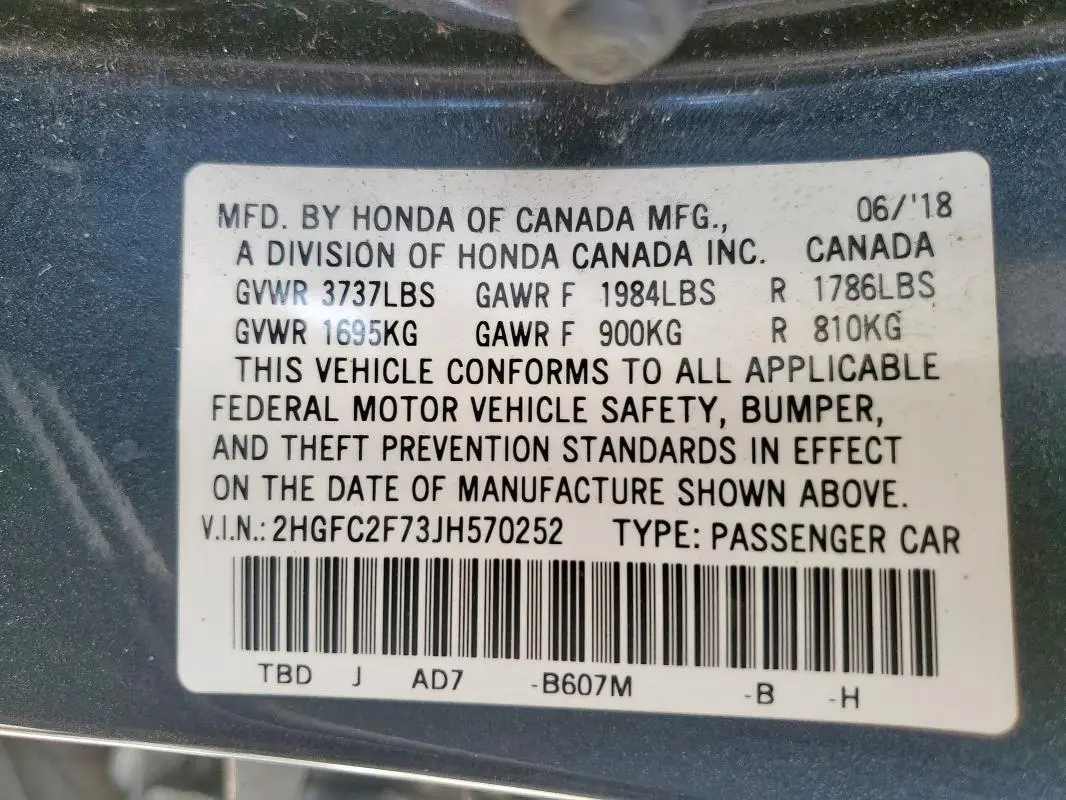 MFD. BY HONDA OF CANADA MFG., 06/'18
A DIVISION OF HONDA CANADA INC. CANADA
GVWR 3737LBS GAWR F 1984LBS R 1786LBS
GVWR 1695KG GAWR F 900KG R 810KG
THIS VEHICLE CONFORMS TO ALL APPLICABLE
FEDERAL MOTOR VEHICLE SAFETY, BUMPER,
AND THEFT PREVENTION STANDARDS IN EFFECT
ON THE DATE OF MANUFACTURE SHOWN ABOVE.
V.I.N.: 2HGFC2F73JH570252 TYPE: PASSENGER CAR
TBD J AD7 -B607M -B -H